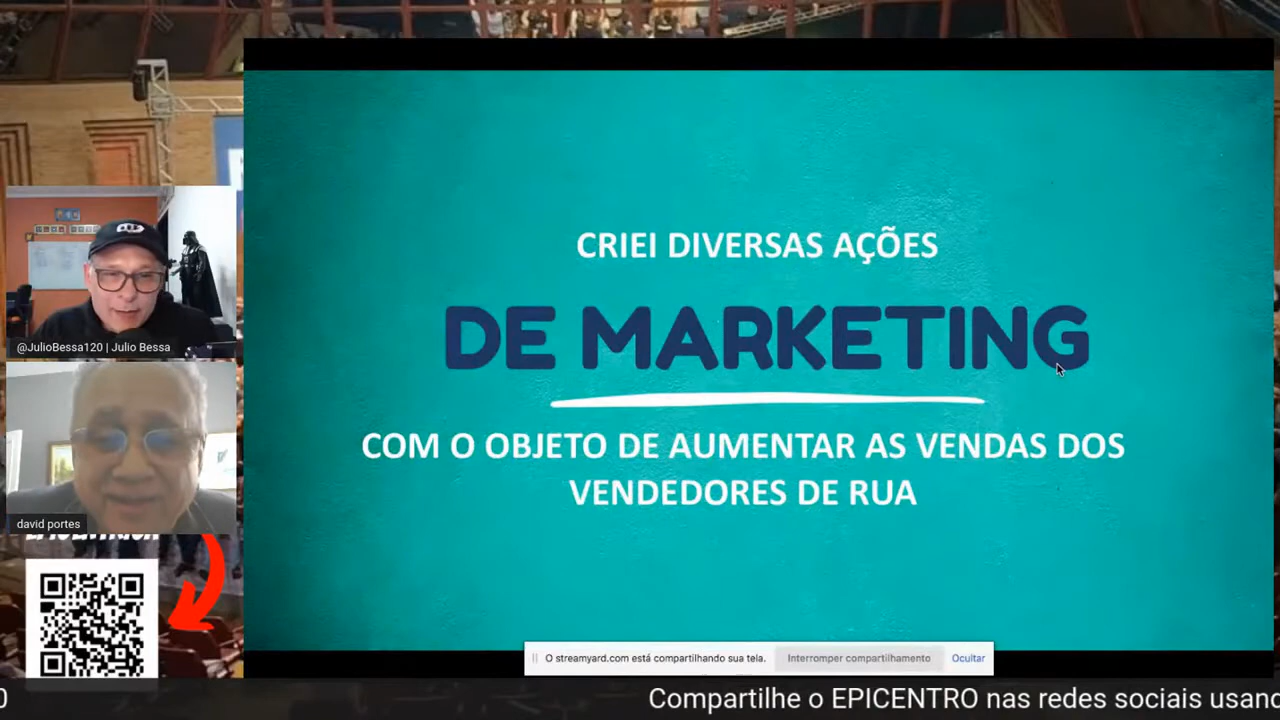 CRIEI DIVERSAS AÇÕES
DE MARKETING
COM O OBJETO DE AUMENTAR AS VENDAS DOS
VENDEDORES DE RUA
@JulioBessa120 | Julio Bessa
david portes
O streamyard.com está compartilhando sua tela.
Interromper compartilhamento
Ocultar
0
Compartilhe o EPICENTRO nas redes sociais usand